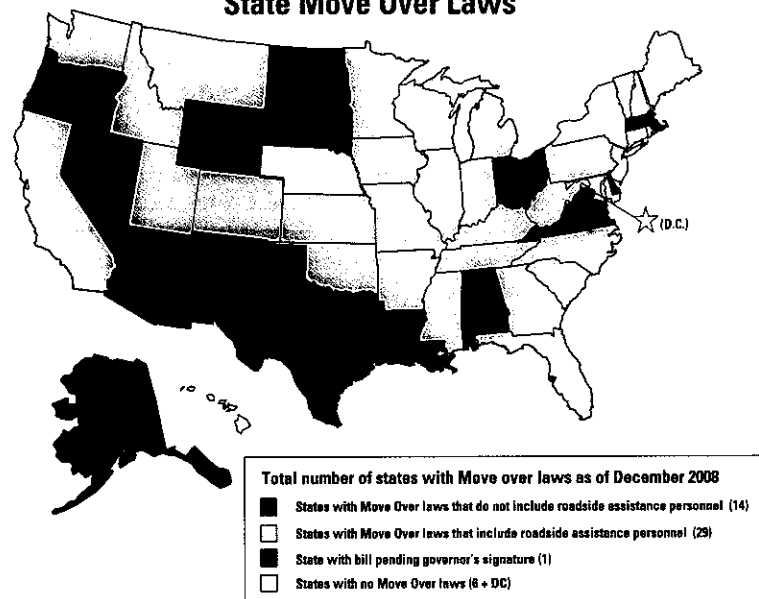 State Move Over Laws
(D.C.)
Total number of states with Move over laws as of December 2008
States with Move Over laws that do not include roadside assistance personnel (14)
States with Move Over laws that include roadside assistance personnel (29)
State with bill pending governor's signature (1)
States with no Move Over laws (6 + DC)